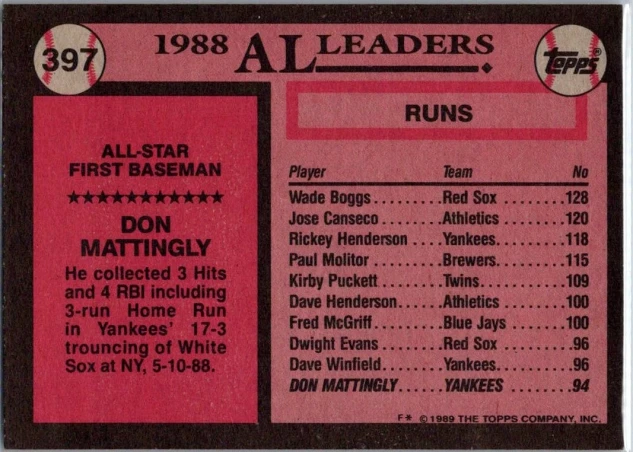 397
1988 AL LEADERS
Topps®
ALL-STAR
FIRST BASEMAN
★★★★★★★★★★★
DON
MATTINGLY
He collected 3 Hits
and 4 RBI including
3-run Home Run
in Yankees' 17-3
trouncing of White
Sox at NY, 5-10-88.
RUNS
Player Team No
Wade Boggs.........Red Sox........128
Jose Canseco........Athletics........120
Rickey Henderson....Yankees........118
Paul Molitor.........Brewers........115
Kirby Puckett........Twins..........109
Dave Henderson.....Athletics........100
Fred McGriff.........Blue Jays.......100
Dwight Evans........Red Sox.........96
Dave Winfield........Yankees.........96
DON MATTINGLY.....YANKEES........94
F* ©1989 THE TOPPS COMPANY, INC.